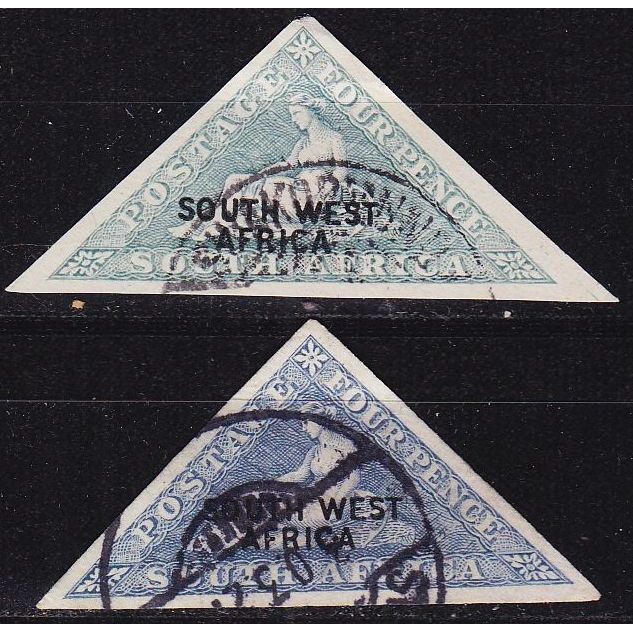 POSTAGE
FOUR PENCE
SOUTH WEST
AFRICA
SOUTH AFRICA
POSTAGE
FOUR PENCE
SOUTH WEST
AFRICA
SOUTH AFRICA